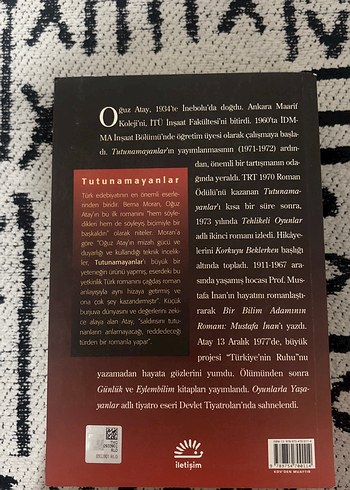 Oğuz Atay, 1934'te İnebolu'da doğdu. Ankara Maarif
Koleji'ni, İTÜ İnşaat Fakültesi'ni bitirdi. 1960'ta İDM-
MA İnşaat Bölümü'nde öğretim üyesi olarak çalışmaya başla-
dı. Tutunamayanlar'ın yayınlanmasının (1971-1972) ardın-
dan, önemli bir tartışmanın oda-
ğında yeraldı. TRT 1970 Roman
Ödülü'nü kazanan Tutunama-
yanlar'ı kısa bir süre sonra,
1973 yılında Tehlikeli Oyunlar
adlı ikinci romanı izledi. Hikâye-
lerini Korkuyu Beklerken başlığı
altında topladı. 1911-1967 ara-
sında yaşamış hocası Prof. Mus-
tafa İnan'ın hayatını romanlaştı-
rarak Bir Bilim Adamının
Romanı: Mustafa İnan'ı yazdı.
Atay 13 Aralık 1977'de, büyük
projesi "Türkiye'nin Ruhu"nu
yazamadan hayata gözlerini yumdu. Ölümünden sonra
Günlük ve Eylembilim kitapları yayımlandı. Oyunlarla Yaşa-
yanlar adlı tiyatro eseri Devlet Tiyatroları'nda sahnelendi.
Tutunamayanlar
Türk edebiyatının en önemli eserle-
rinden biridir. Berna Moran, Oğuz
Atay'ın bu ilk romanını "hem söyle-
dikleri hem de söyleyiş biçimiyle bir
başkaldırı" olarak niteler. Moran'a
göre "Oğuz Atay'ın mizah gücü ve
duyarlığı ve kullandığı teknik incelik-
ler, Tutunamayanlar'ı büyük bir
yeteneğin ürünü yapmış, eserdeki bu
yetkinlik Türk romanını çağdaş roman
anlayışıyla aynı hizaya getirmiş ve
ona çok şey kazandırmıştır." Küçük
burjuva dünyasını ve değerlerini zekice
alaya alan Atay, "saldırısını tutu-
nanların anlamayacağı, reddedeceği
türden bir romanla yapar".
iletişim
KDV'DEN MUAFTIR